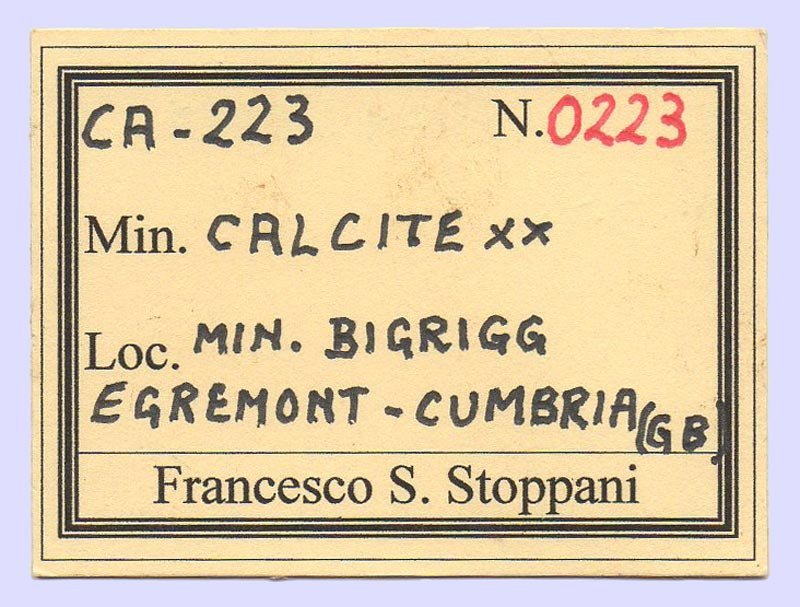 CA-223 N.0223
Min. CALCITE xx
Loc. MIN. BIGRIGG
EGREMONT - CUMBRIA (GB)
Francesco S. Stoppani